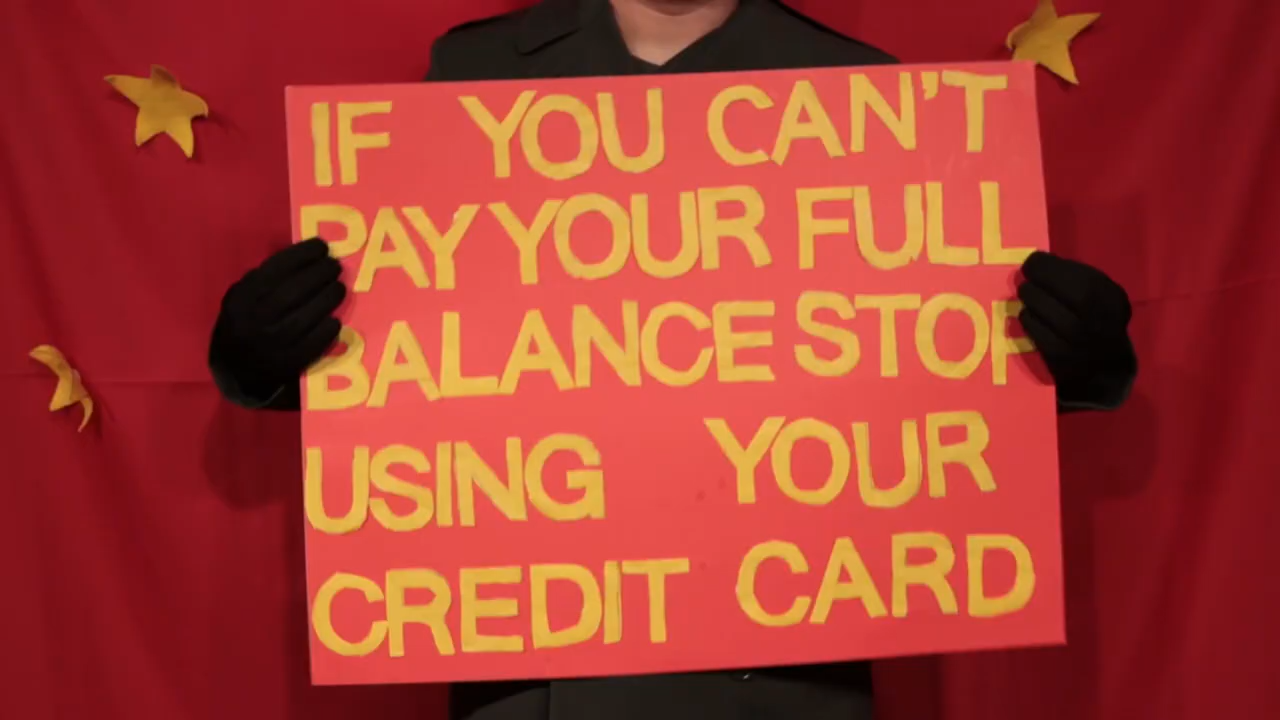 IF YOU CAN'T
PAY YOUR FULL
BALANCE STOP
USING YOUR
CREDIT CARD